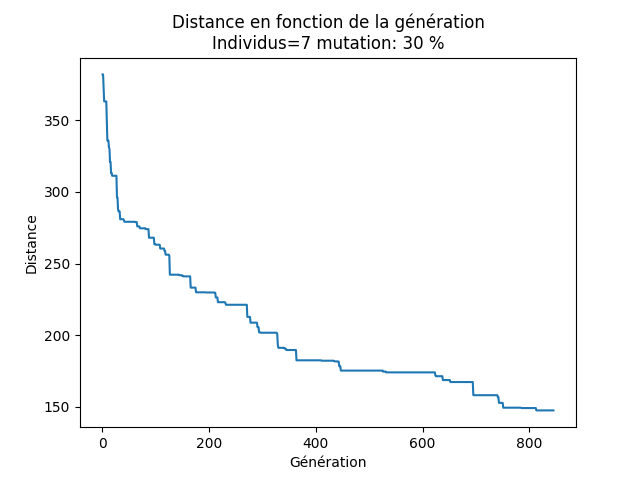 Distance en fonction de la génération
Individus=7 mutation: 30 %
350
300
250
200
150
Distance
0 200 400 600 800
Génération